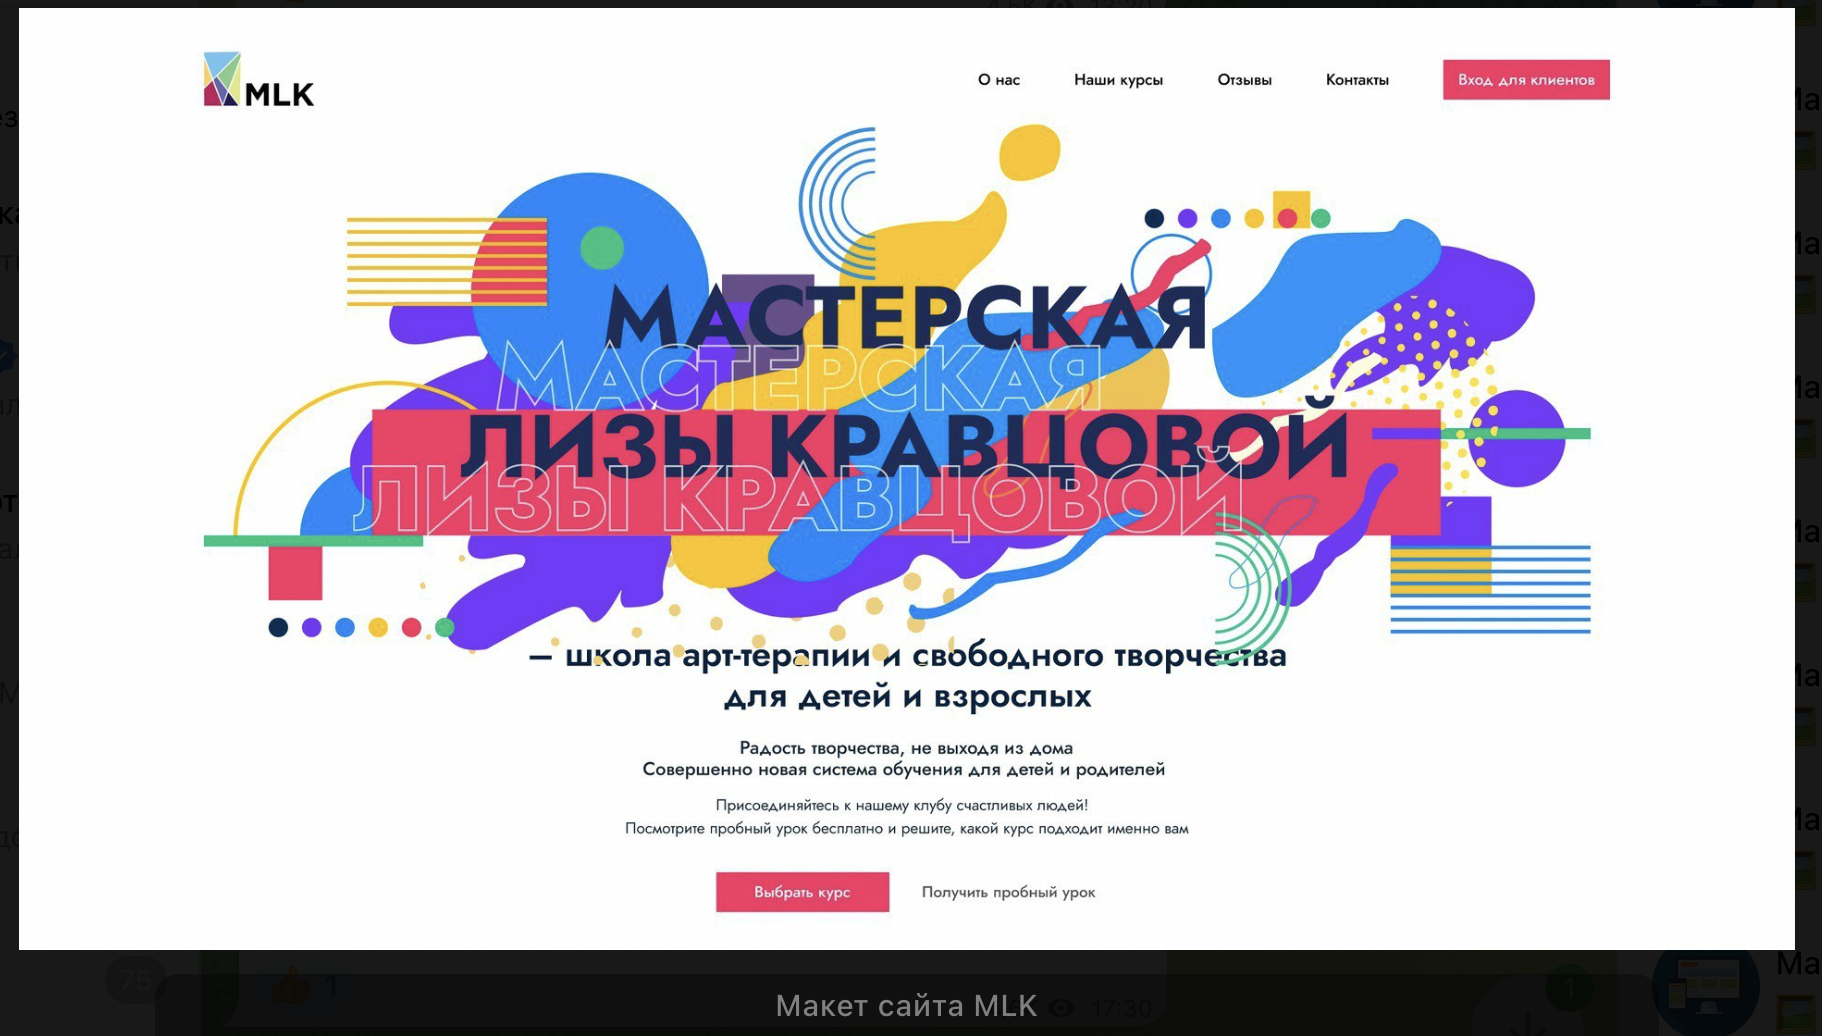 MLK
О нас
Наши курсы
Отзывы
Контакты
Вход для клиентов
МАСТЕРСКАЯ
МАСТЕРСКАЯ
ЛИЗЫ КРАВЦОВОЙ
ЛИЗЫ КРАВЦОВОЙ
– школа арт-терапии и свободного творчества
для детей и взрослых
Радость творчества, не выходя из дома
Совершенно новая система обучения для детей и родителей
Присоединяйтесь к нашему клубу счастливых людей!
Посмотрите пробный урок бесплатно и решите, какой курс подходит именно вам
Выбрать курс
Получить пробный урок
75
1
Макет сайта MLK
17:30
1